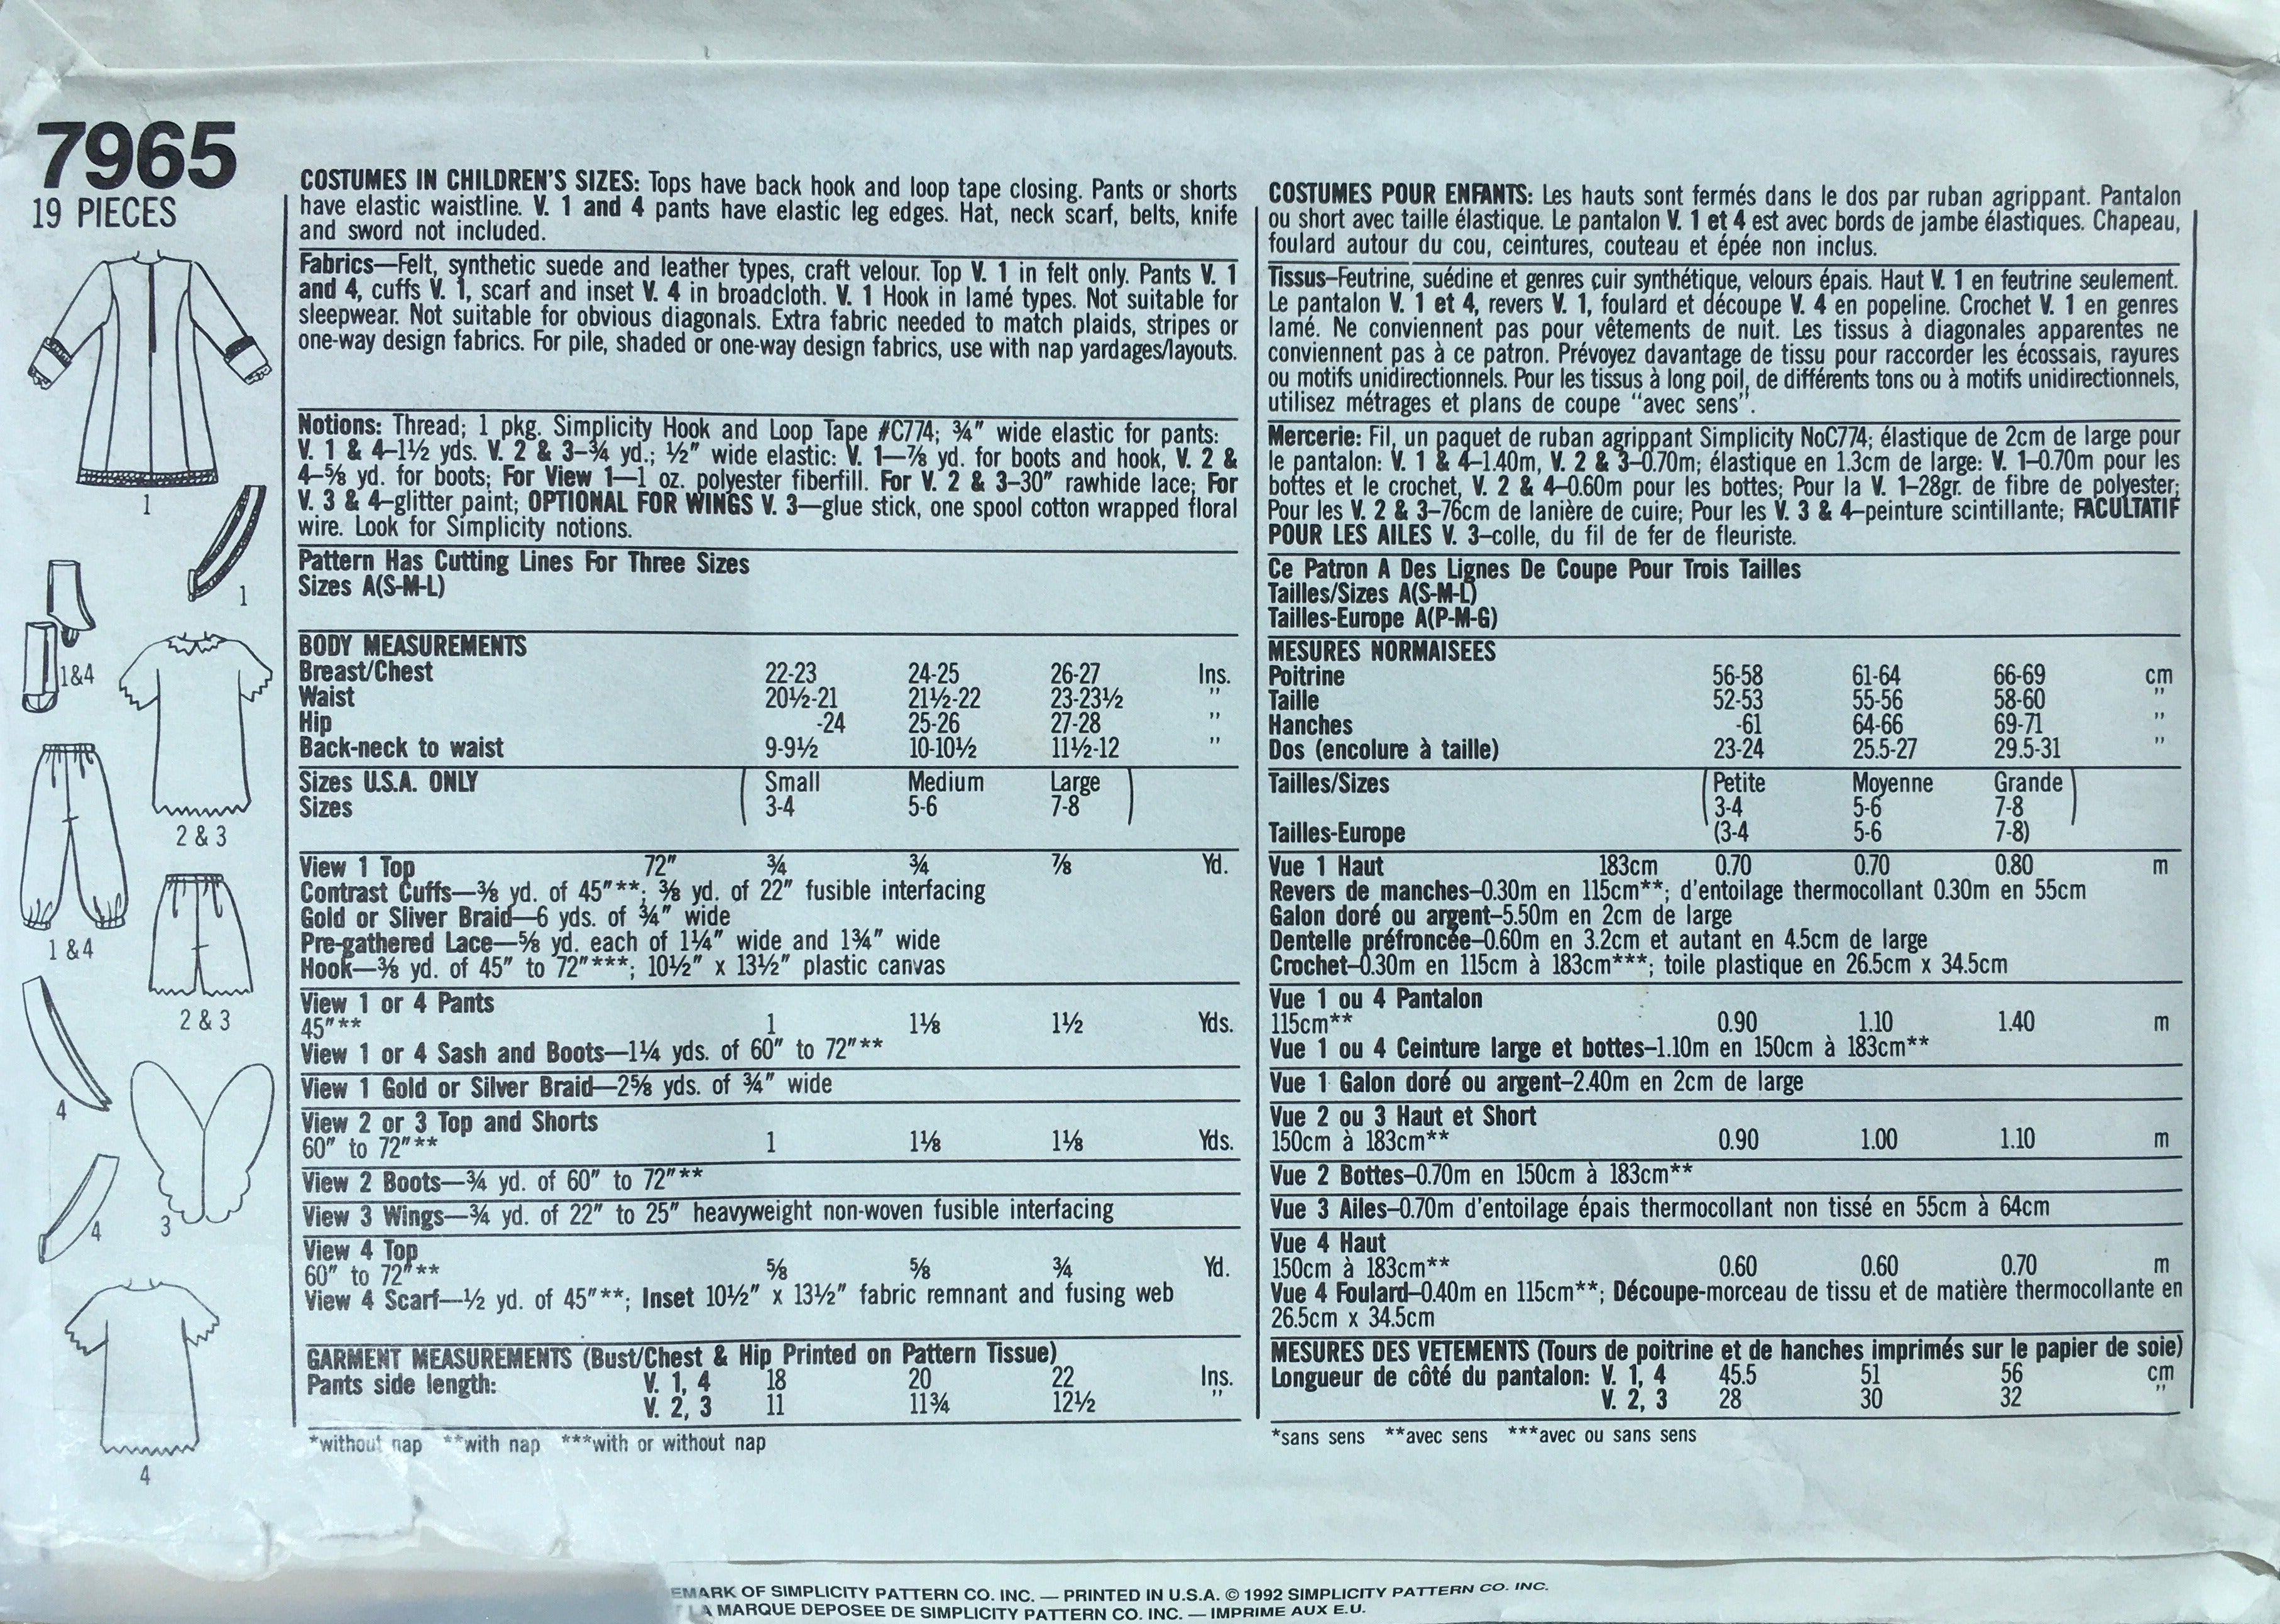 7965
19 PIECES
1
1
1&4
2 & 3
1 & 4
2 & 3
4
3
4
4
COSTUMES IN CHILDREN'S SIZES: Tops have back hook and loop tape closing. Pants or shorts
have elastic waistline. V. 1 and 4 pants have elastic leg edges. Hat, neck scarf, belts, knife
and sword not included.
Fabrics—Felt, synthetic suede and leather types, craft velour. Top V. 1 in felt only. Pants V. 1
and 4, cuffs V. 1, scarf and inset V. 4 in broadcloth. V. 1 Hook in lamé types. Not suitable for
sleepwear. Not suitable for obvious diagonals. Extra fabric needed to match plaids, stripes or
one-way design fabrics. For pile, shaded or one-way design fabrics, use with nap yardages/layouts.
Notions: Thread; 1 pkg. Simplicity Hook and Loop Tape #C774; ¾" wide elastic for pants:
V. 1 & 4–1½ yds. V. 2 & 3–¾ yd.; ½" wide elastic: V. 1—⅞ yd. for boots and hook, V. 2 &
4–⅝ yd. for boots; For View 1—1 oz. polyester fiberfill. For V. 2 & 3–30" rawhide lace; For
V. 3 & 4–glitter paint; OPTIONAL FOR WINGS V. 3—glue stick, one spool cotton wrapped floral
wire. Look for Simplicity notions.
Pattern Has Cutting Lines For Three Sizes
Sizes A(S-M-L)
BODY MEASUREMENTS
Breast/Chest 22-23 24-25 26-27 Ins.
Waist 20½-21 21½-22 23-23½ "
Hip -24 25-26 27-28 "
Back-neck to waist 9-9½ 10-10½ 11½-12 "
Sizes U.S.A. ONLY ( Small Medium Large )
Sizes 3-4 5-6 7-8
View 1 Top 72" ¾ ¾ ⅞ Yd.
Contrast Cuffs—⅜ yd. of 45"**; ⅜ yd. of 22" fusible interfacing
Gold or Sliver Braid—6 yds. of ¾" wide
Pre-gathered Lace—⅝ yd. each of 1¼" wide and 1¾" wide
Hook—⅜ yd. of 45" to 72"***; 10½" x 13½" plastic canvas
View 1 or 4 Pants
45"** 1 1⅛ 1½ Yds.
View 1 or 4 Sash and Boots—1¼ yds. of 60" to 72"**
View 1 Gold or Silver Braid—2⅝ yds. of ¾" wide
View 2 or 3 Top and Shorts
60" to 72"** 1 1⅛ 1⅛ Yds.
View 2 Boots—¾ yd. of 60" to 72"**
View 3 Wings—¾ yd. of 22" to 25" heavyweight non-woven fusible interfacing
View 4 Top
60" to 72"** ⅝ ⅝ ¾ Yd.
View 4 Scarf—½ yd. of 45"**; Inset 10½" x 13½" fabric remnant and fusing web
GARMENT MEASUREMENTS (Bust/Chest & Hip Printed on Pattern Tissue)
Pants side length: V. 1, 4 18 20 22 Ins.
V. 2, 3 11 11¾ 12½ "
*without nap **with nap ***with or without nap
COSTUMES POUR ENFANTS: Les hauts sont fermés dans le dos par ruban agrippant. Pantalon
ou short avec taille élastique. Le pantalon V. 1 et 4 est avec bords de jambe élastiques. Chapeau,
foulard autour du cou, ceintures, couteau et épée non inclus.
Tissus–Feutrine, suédine et genres cuir synthétique, velours épais. Haut V. 1 en feutrine seulement.
Le pantalon V. 1 et 4, revers V. 1, foulard et découpe V. 4 en popeline. Crochet V. 1 en genres
lamé. Ne conviennent pas pour vêtements de nuit. Les tissus à diagonales apparentes ne
conviennent pas à ce patron. Prévoyez davantage de tissu pour raccorder les écossais, rayures
ou motifs unidirectionnels. Pour les tissus à long poil, de différents tons ou à motifs unidirectionnels,
utilisez métrages et plans de coupe "avec sens".
Mercerie: Fil, un paquet de ruban agrippant Simplicity NoC774; élastique de 2cm de large pour
le pantalon: V. 1 & 4–1.40m, V. 2 & 3–0.70m; élastique en 1.3cm de large: V. 1–0.70m pour les
bottes et le crochet, V. 2 & 4–0.60m pour les bottes; Pour la V. 1–28gr. de fibre de polyester;
Pour les V. 2 & 3–76cm de lanière de cuire; Pour les V. 3 & 4–peinture scintillante; FACULTATIF
POUR LES AILES V. 3–colle, du fil de fer de fleuriste.
Ce Patron A Des Lignes De Coupe Pour Trois Tailles
Tailles/Sizes A(S-M-L)
Tailles-Europe A(P-M-G)
MESURES NORMAISEES
Poitrine 56-58 61-64 66-69 cm
Taille 52-53 55-56 58-60 "
Hanches -61 64-66 69-71 "
Dos (encolure à taille) 23-24 25.5-27 29.5-31 "
Tailles/Sizes ( Petite Moyenne Grande )
3-4 5-6 7-8
Tailles-Europe (3-4 5-6 7-8)
Vue 1 Haut 183cm 0.70 0.70 0.80 m
Revers de manches–0.30m en 115cm**; d'entoilage thermocollant 0.30m en 55cm
Galon doré ou argent–5.50m en 2cm de large
Dentelle préfroncée–0.60m en 3.2cm et autant en 4.5cm de large
Crochet–0.30m en 115cm à 183cm***; toile plastique en 26.5cm x 34.5cm
Vue 1 ou 4 Pantalon
115cm** 0.90 1.10 1.40 m
Vue 1 ou 4 Ceinture large et bottes–1.10m en 150cm à 183cm**
Vue 1 Galon doré ou argent–2.40m en 2cm de large
Vue 2 ou 3 Haut et Short
150cm à 183cm** 0.90 1.00 1.10 m
Vue 2 Bottes–0.70m en 150cm à 183cm**
Vue 3 Ailes–0.70m d'entoilage épais thermocollant non tissé en 55cm à 64cm
Vue 4 Haut
150cm à 183cm** 0.60 0.60 0.70 m
Vue 4 Foulard–0.40m en 115cm**; Découpe-morceau de tissu et de matière thermocollante en
26.5cm x 34.5cm
MESURES DES VETEMENTS (Tours de poitrine et de hanches imprimés sur le papier de soie)
Longueur de côté du pantalon: V. 1, 4 45.5 51 56 cm
V. 2, 3 28 30 32 "
*sans sens **avec sens ***avec ou sans sens
EMARK OF SIMPLICITY PATTERN CO. INC. — PRINTED IN U.S.A. © 1992 SIMPLICITY PATTERN CO. INC.
LA MARQUE DEPOSEE DE SIMPLICITY PATTERN CO. INC. — IMPRIME AUX E.U.